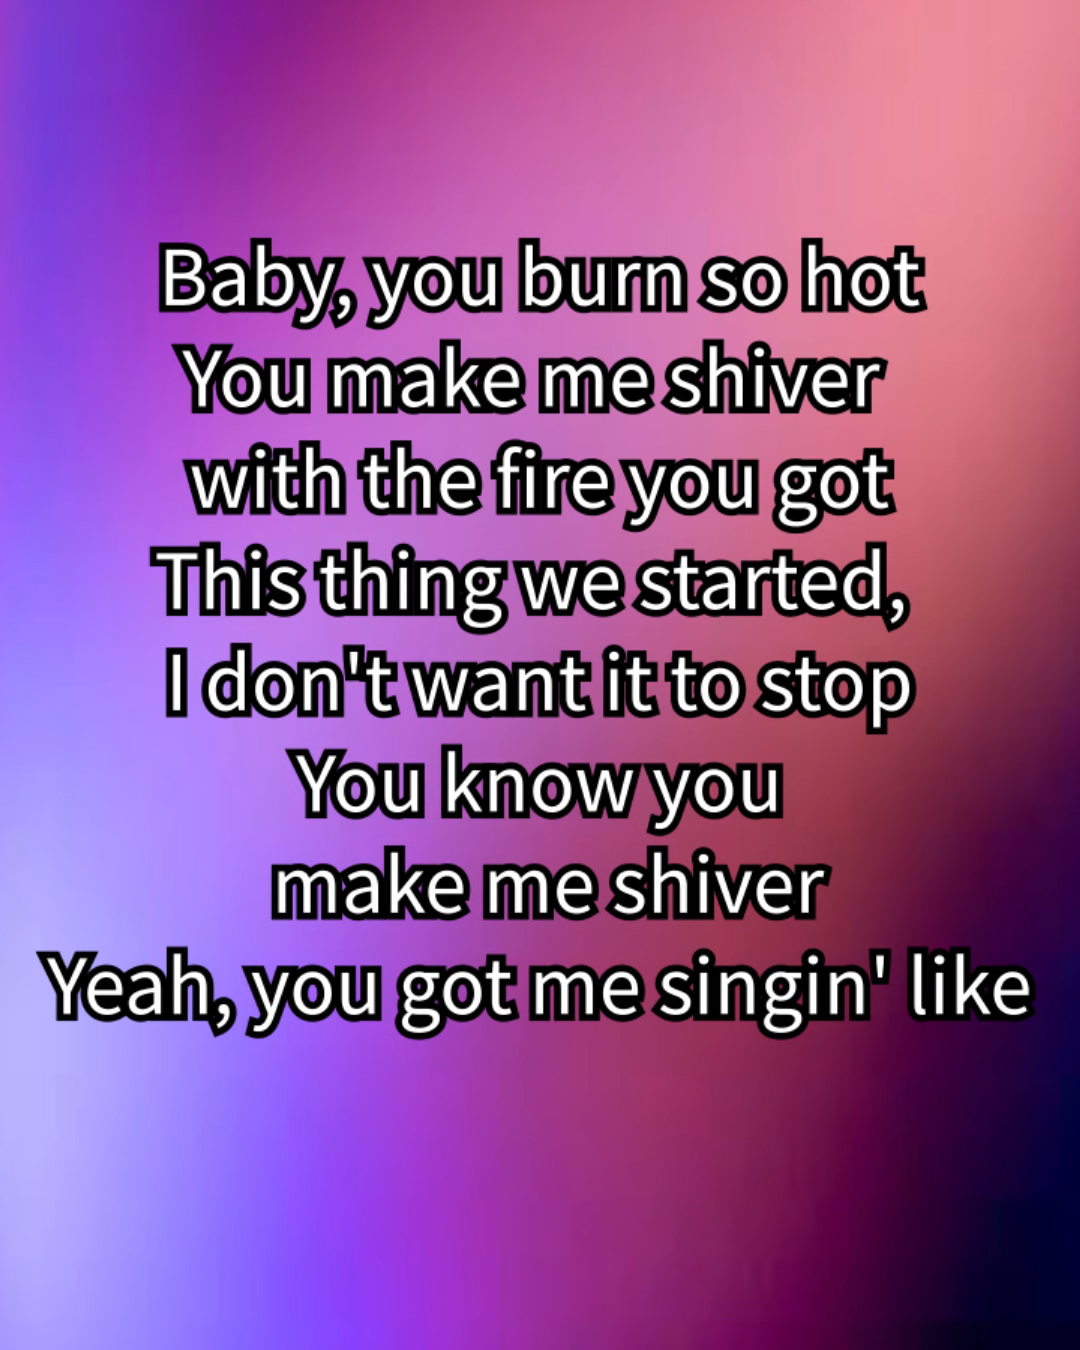 Baby, you burn so hot
You make me shiver
with the fire you got
This thing we started,
I don't want it to stop
You know you
make me shiver
Yeah, you got me singin' like